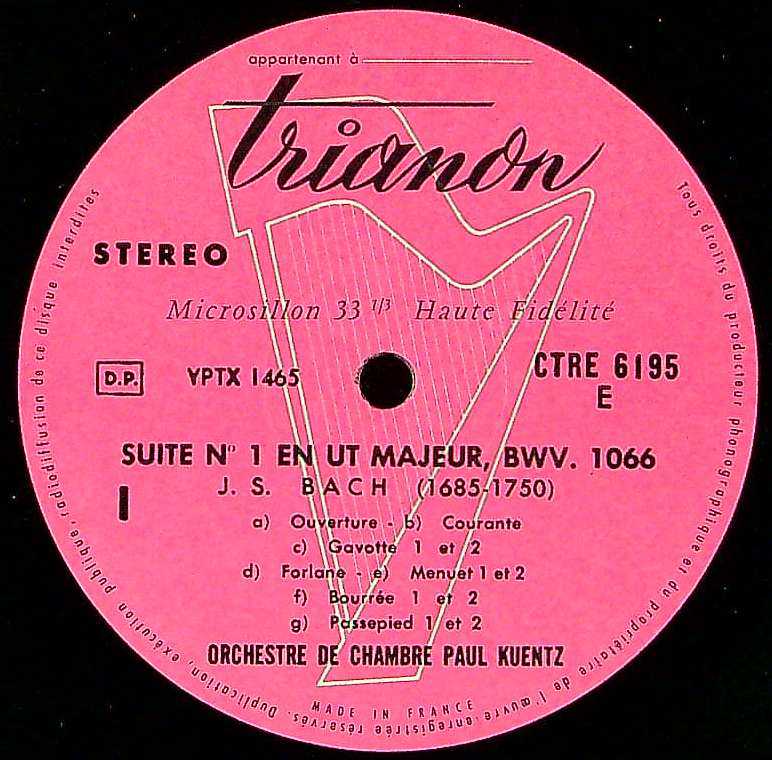 appartenant à
trianon
STEREO
Microsillon 33 1/3 Haute Fidélité
D.P. YPTX 1465
CTRE 6195
E
SUITE N° 1 EN UT MAJEUR, BWV. 1066
J. S. BACH (1685-1750)
I
a) Ouverture - b) Courante
c) Gavotte 1 et 2
d) Forlane - e) Menuet 1 et 2
f) Bourrée 1 et 2
g) Passepied 1 et 2
ORCHESTRE DE CHAMBRE PAUL KUENTZ
MADE IN FRANCE
Tous droits du producteur phonographique et du propriétaire de l'œuvre enregistrée réservés. Duplication, exécution publique, radiodiffusion de ce disque interdites